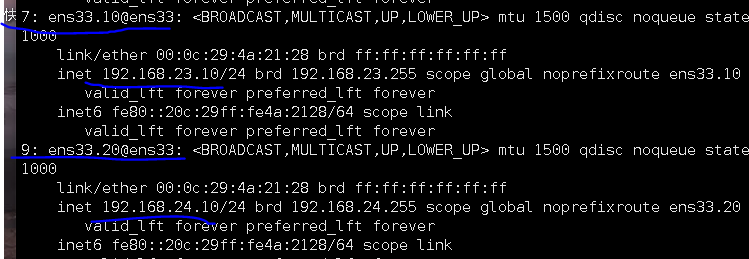 7: ens33.10@ens33: <BROADCAST,MULTICAST,UP,LOWER_UP> mtu 1500 qdisc noqueue state
1000
link/ether 00:0c:29:4a:21:28 brd ff:ff:ff:ff:ff:ff
inet 192.168.23.10/24 brd 192.168.23.255 scope global noprefixroute ens33.10
valid_lft forever preferred_lft forever
inet6 fe80::20c:29ff:fe4a:2128/64 scope link
valid_lft forever preferred_lft forever
9: ens33.20@ens33: <BROADCAST,MULTICAST,UP,LOWER_UP> mtu 1500 qdisc noqueue state
1000
link/ether 00:0c:29:4a:21:28 brd ff:ff:ff:ff:ff:ff
inet 192.168.24.10/24 brd 192.168.24.255 scope global noprefixroute ens33.20
valid_lft forever preferred_lft forever
inet6 fe80::20c:29ff:fe4a:2128/64 scope link